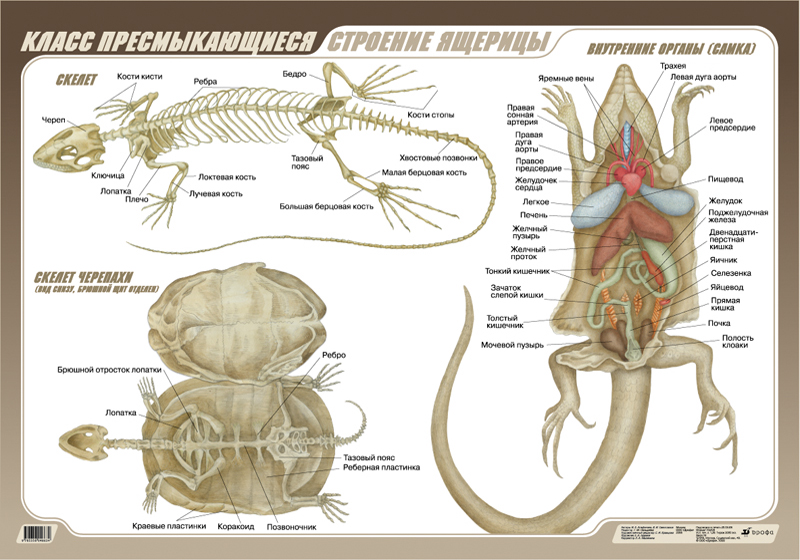 КЛАСС ПРЕСМЫКАЮЩИЕСЯ
СТРОЕНИЕ ЯЩЕРИЦЫ
СКЕЛЕТ
Кости кисти
Ребра
Бедро
Череп
Кости стопы
Ключица
Лопатка
Плечо
Локтевая кость
Лучевая кость
Тазовый
пояс
Хвостовые позвонки
Малая берцовая кость
Большая берцовая кость
СКЕЛЕТ ЧЕРЕПАХИ
(ВИД СНИЗУ, БРЮШНОЙ ЩИТ ОТДЕЛЕН)
Ребро
Брюшной отросток лопатки
Лопатка
Тазовый пояс
Реберная пластинка
Краевые пластинки
Коракоид
Позвоночник
ВНУТРЕННИЕ ОРГАНЫ (САМКА)
Трахея
Яремные вены
Левая дуга аорты
Правая
сонная
артерия
Правая
дуга
аорты
Правое
предсердие
Желудочек
сердца
Легкое
Печень
Желчный
пузырь
Желчный
проток
Тонкий кишечник
Зачаток
слепой кишки
Толстый
кишечник
Мочевой пузырь
Левое
предсердие
Пищевод
Желудок
Поджелудочная
железа
Двенадцати-
перстная
кишка
Яичник
Селезенка
Яйцевод
Прямая
кишка
Почка
Полость
клоаки
дрофа